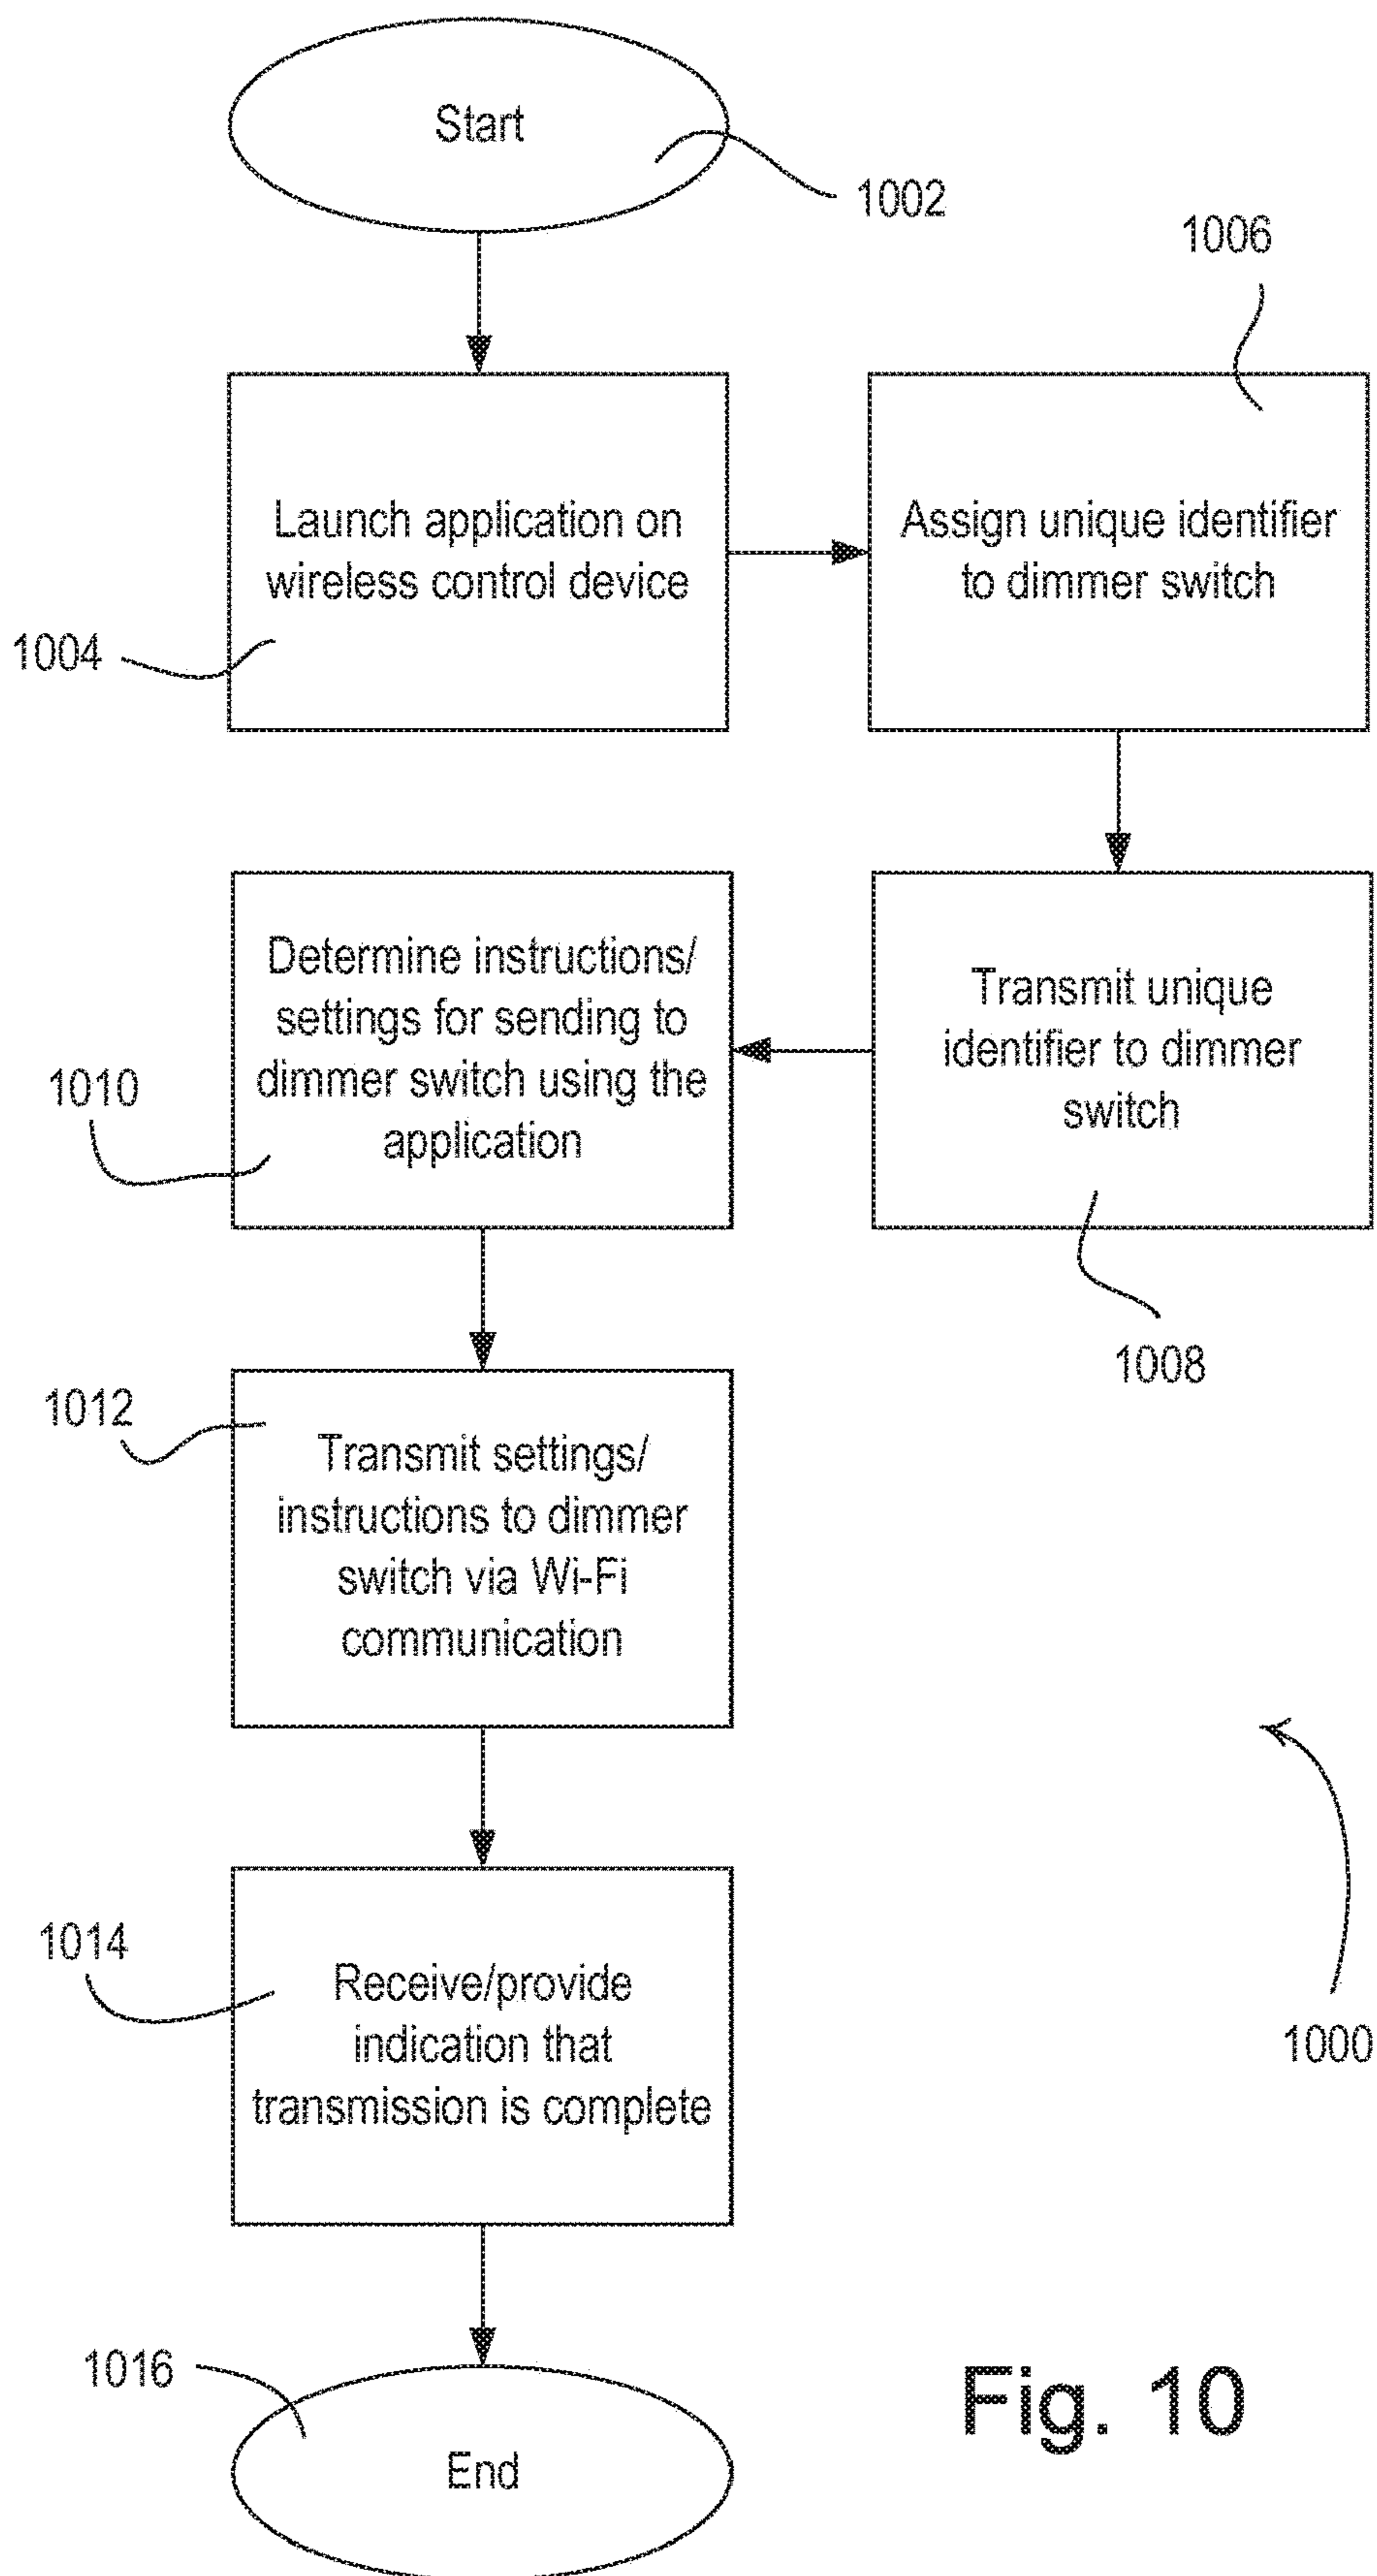 Start
1002
1006
Launch application on
wireless control device
1004
Assign unique identifier
to dimmer switch
Transmit unique
identifier to dimmer
switch
1008
Determine instructions/
settings for sending to
dimmer switch using the
application
1010
1012
Transmit settings/
instructions to dimmer
switch via Wi-Fi
communication
1014
Receive/provide
indication that
transmission is complete
1000
1016
End
Fig. 10